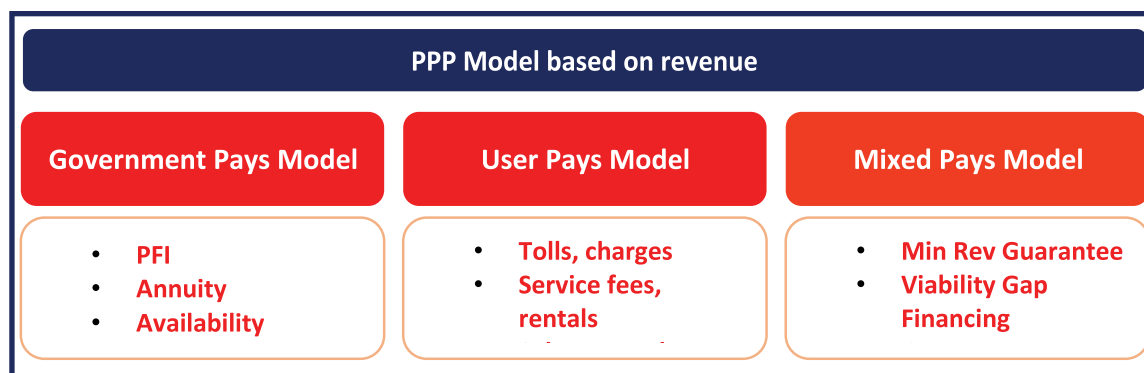 PPP Model based on revenue
Government Pays Model
User Pays Model
Mixed Pays Model
• PFI
• Annuity
• Availability
• Tolls, charges
• Service fees,
rentals
• Min Rev Guarantee
• Viability Gap
Financing